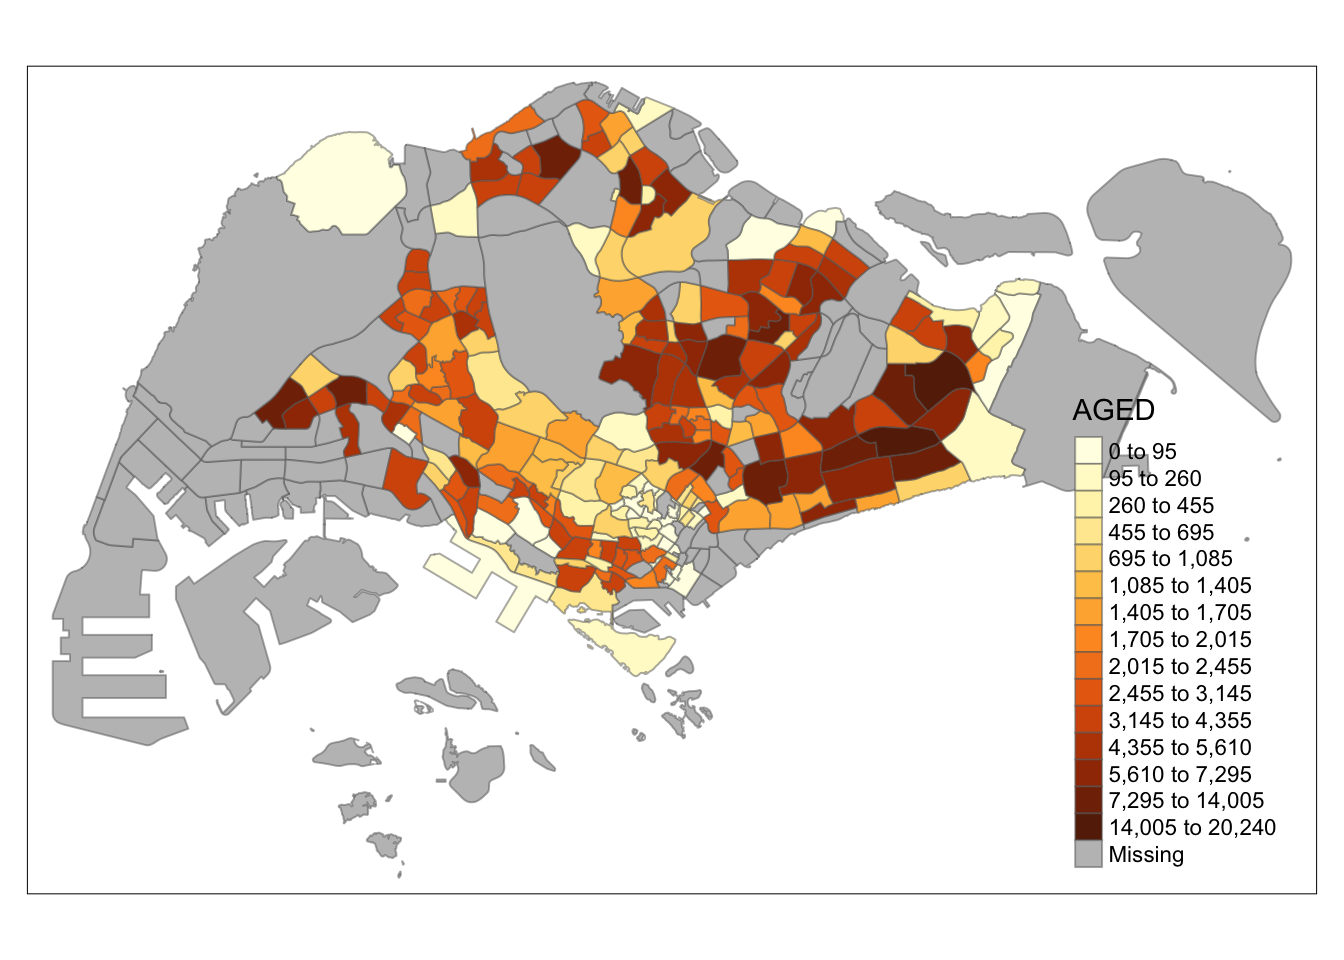 AGED
0 to 95
95 to 260
260 to 455
455 to 695
695 to 1,085
1,085 to 1,405
1,405 to 1,705
1,705 to 2,015
2,015 to 2,455
2,455 to 3,145
3,145 to 4,355
4,355 to 5,610
5,610 to 7,295
7,295 to 14,005
14,005 to 20,240
Missing